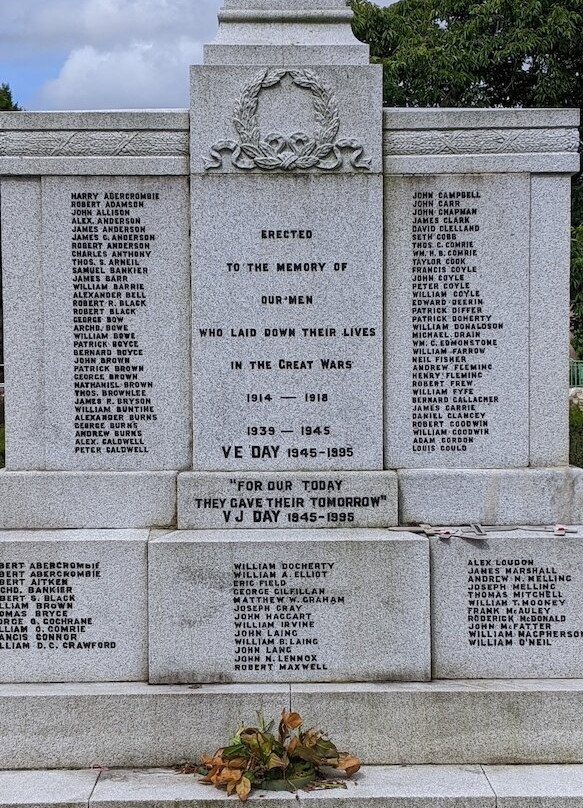 HARRY ABERCROMBIE
ROBERT ADAMSON
JOHN ALLISON
ALEX. ANDERSON
JAMES ANDERSON
JAMES G. ANDERSON
ROBERT ANDERSON
CHARLES ANTHONY
THOS. S. ARNEIL
SAMUEL BANKIER
JAMES BARR
WILLIAM BARRIE
ALEXANDER BELL
ROBERT R. BLACK
ROBERT BLACK
GEORGE BOW
ARCHD. BOWE
WILLIAM BOWE
PATRICK BOYCE
BERNARD BOYCE
JOHN BROWN
PATRICK BROWN
GEORGE BROWN
NATHANIEL BROWN
THOS. BROWNLEE
JAMES R. BRYSON
WILLIAM BUNTINE
ALEXANDER BURNS
GEORGE BURNS
ANDREW BURNS
ALEX. CALDWELL
PETER CALDWELL
ERECTED
TO THE MEMORY OF
OUR MEN
WHO LAID DOWN THEIR LIVES
IN THE GREAT WARS
1914 — 1918
1939 — 1945
VE DAY 1945-1995
"FOR OUR TODAY
THEY GAVE THEIR TOMORROW"
VJ DAY 1945-1995
JOHN CAMPBELL
JOHN CARR
JOHN CHAPMAN
JAMES CLARK
DAVID CLELLAND
SETH COBB
THOS. C. COMRIE
WM. H. B. COMRIE
TAYLOR COOK
FRANCIS COYLE
JOHN COYLE
PETER COYLE
WILLIAM COYLE
EDWARD DEERIN
PATRICK DIFFER
PATRICK DOHERTY
WILLIAM DONALDSON
MICHAEL DRAIN
WM. C. EDMONSTONE
WILLIAM FARROW
NEIL FISHER
ANDREW FLEMING
HENRY FLEMING
ROBERT FREW
WILLIAM FYFE
BERNARD GALLACHER
JAMES GARRIE
DANIEL GLANCEY
ROBERT GOODWIN
WILLIAM GOODWIN
ADAM GORDON
LOUIS GOULD
BERT ABERCROMBIE
BERT ABERCROMBIE
BERT AITKEN
CHD. BANKIER
BERT S. BLACK
LLIAM BROWN
OMAS BRYCE
ORGE G. COCHRANE
LLIAM O. COMRIE
ANCIS CONNOR
LLIAM D.C. CRAWFORD
WILLIAM DOCHERTY
WILLIAM A. ELLIOT
ERIC FIELD
GEORGE GILFILLAN
MATTHEW W. GRAHAM
JOSEPH GRAY
JOHN HAGGART
WILLIAM IRVINE
JOHN LAING
WILLIAM B. LAING
JOHN LANG
JOHN N. LENNOX
ROBERT MAXWELL
ALEX LOUDON
JAMES MARSHALL
ANDREW N. MELLING
JOSEPH MELLING
THOMAS MITCHELL
WILLIAM T. MOONEY
FRANK McAULEY
RODERICK McDONALD
JOHN McFATTER
WILLIAM MACPHERSON
WILLIAM O'NEIL